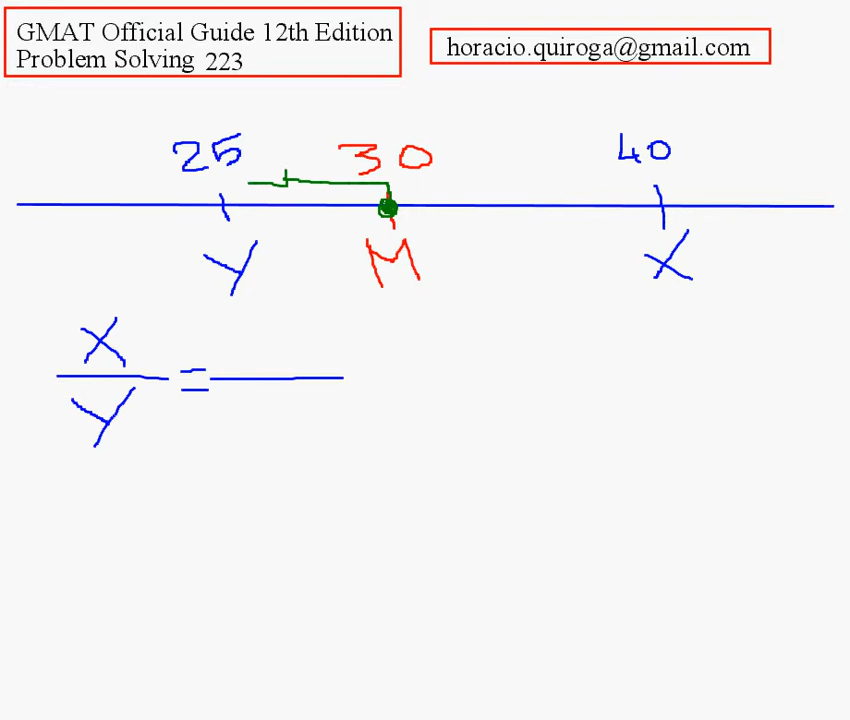 GMAT Official Guide 12th Edition
Problem Solving 223
horacio.quiroga@gmail.com
25 30 40
Y M X
X
=
Y